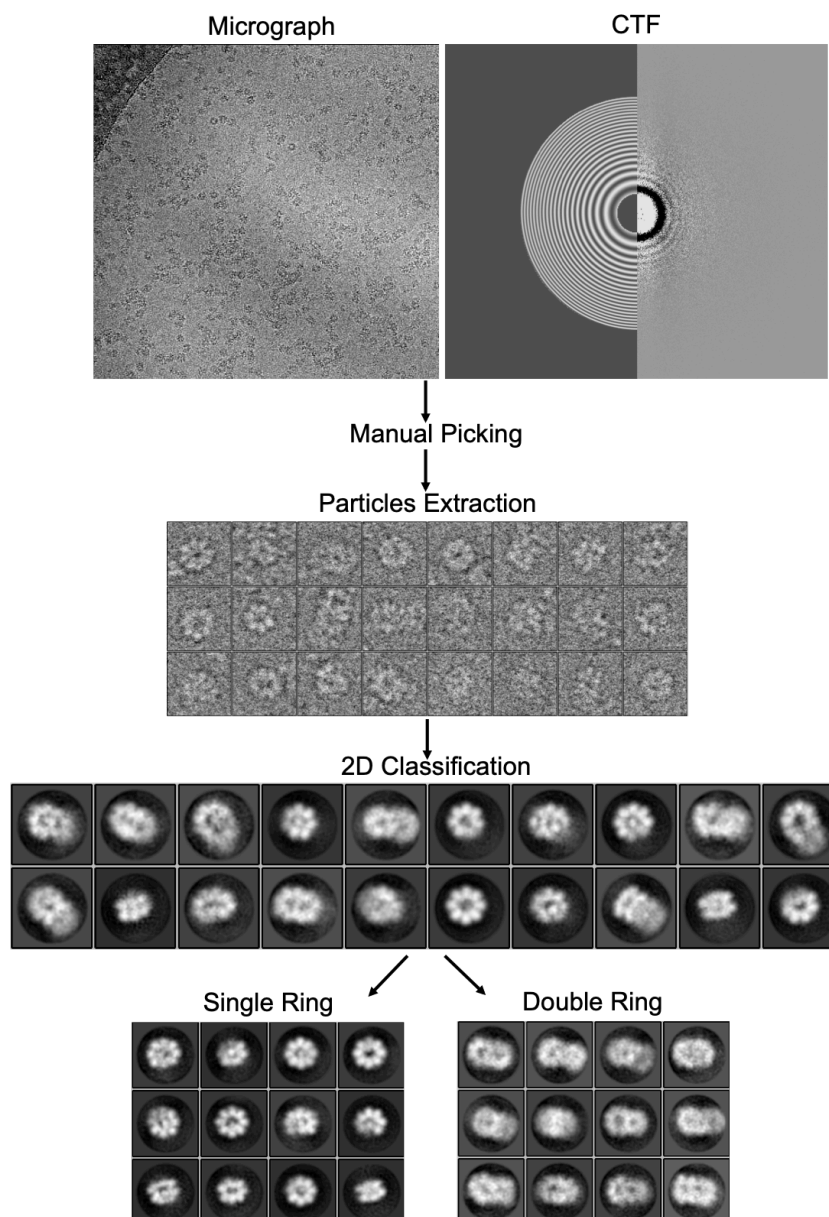 Micrograph
CTF
Manual Picking
Particles Extraction
2D Classification
Single Ring
Double Ring